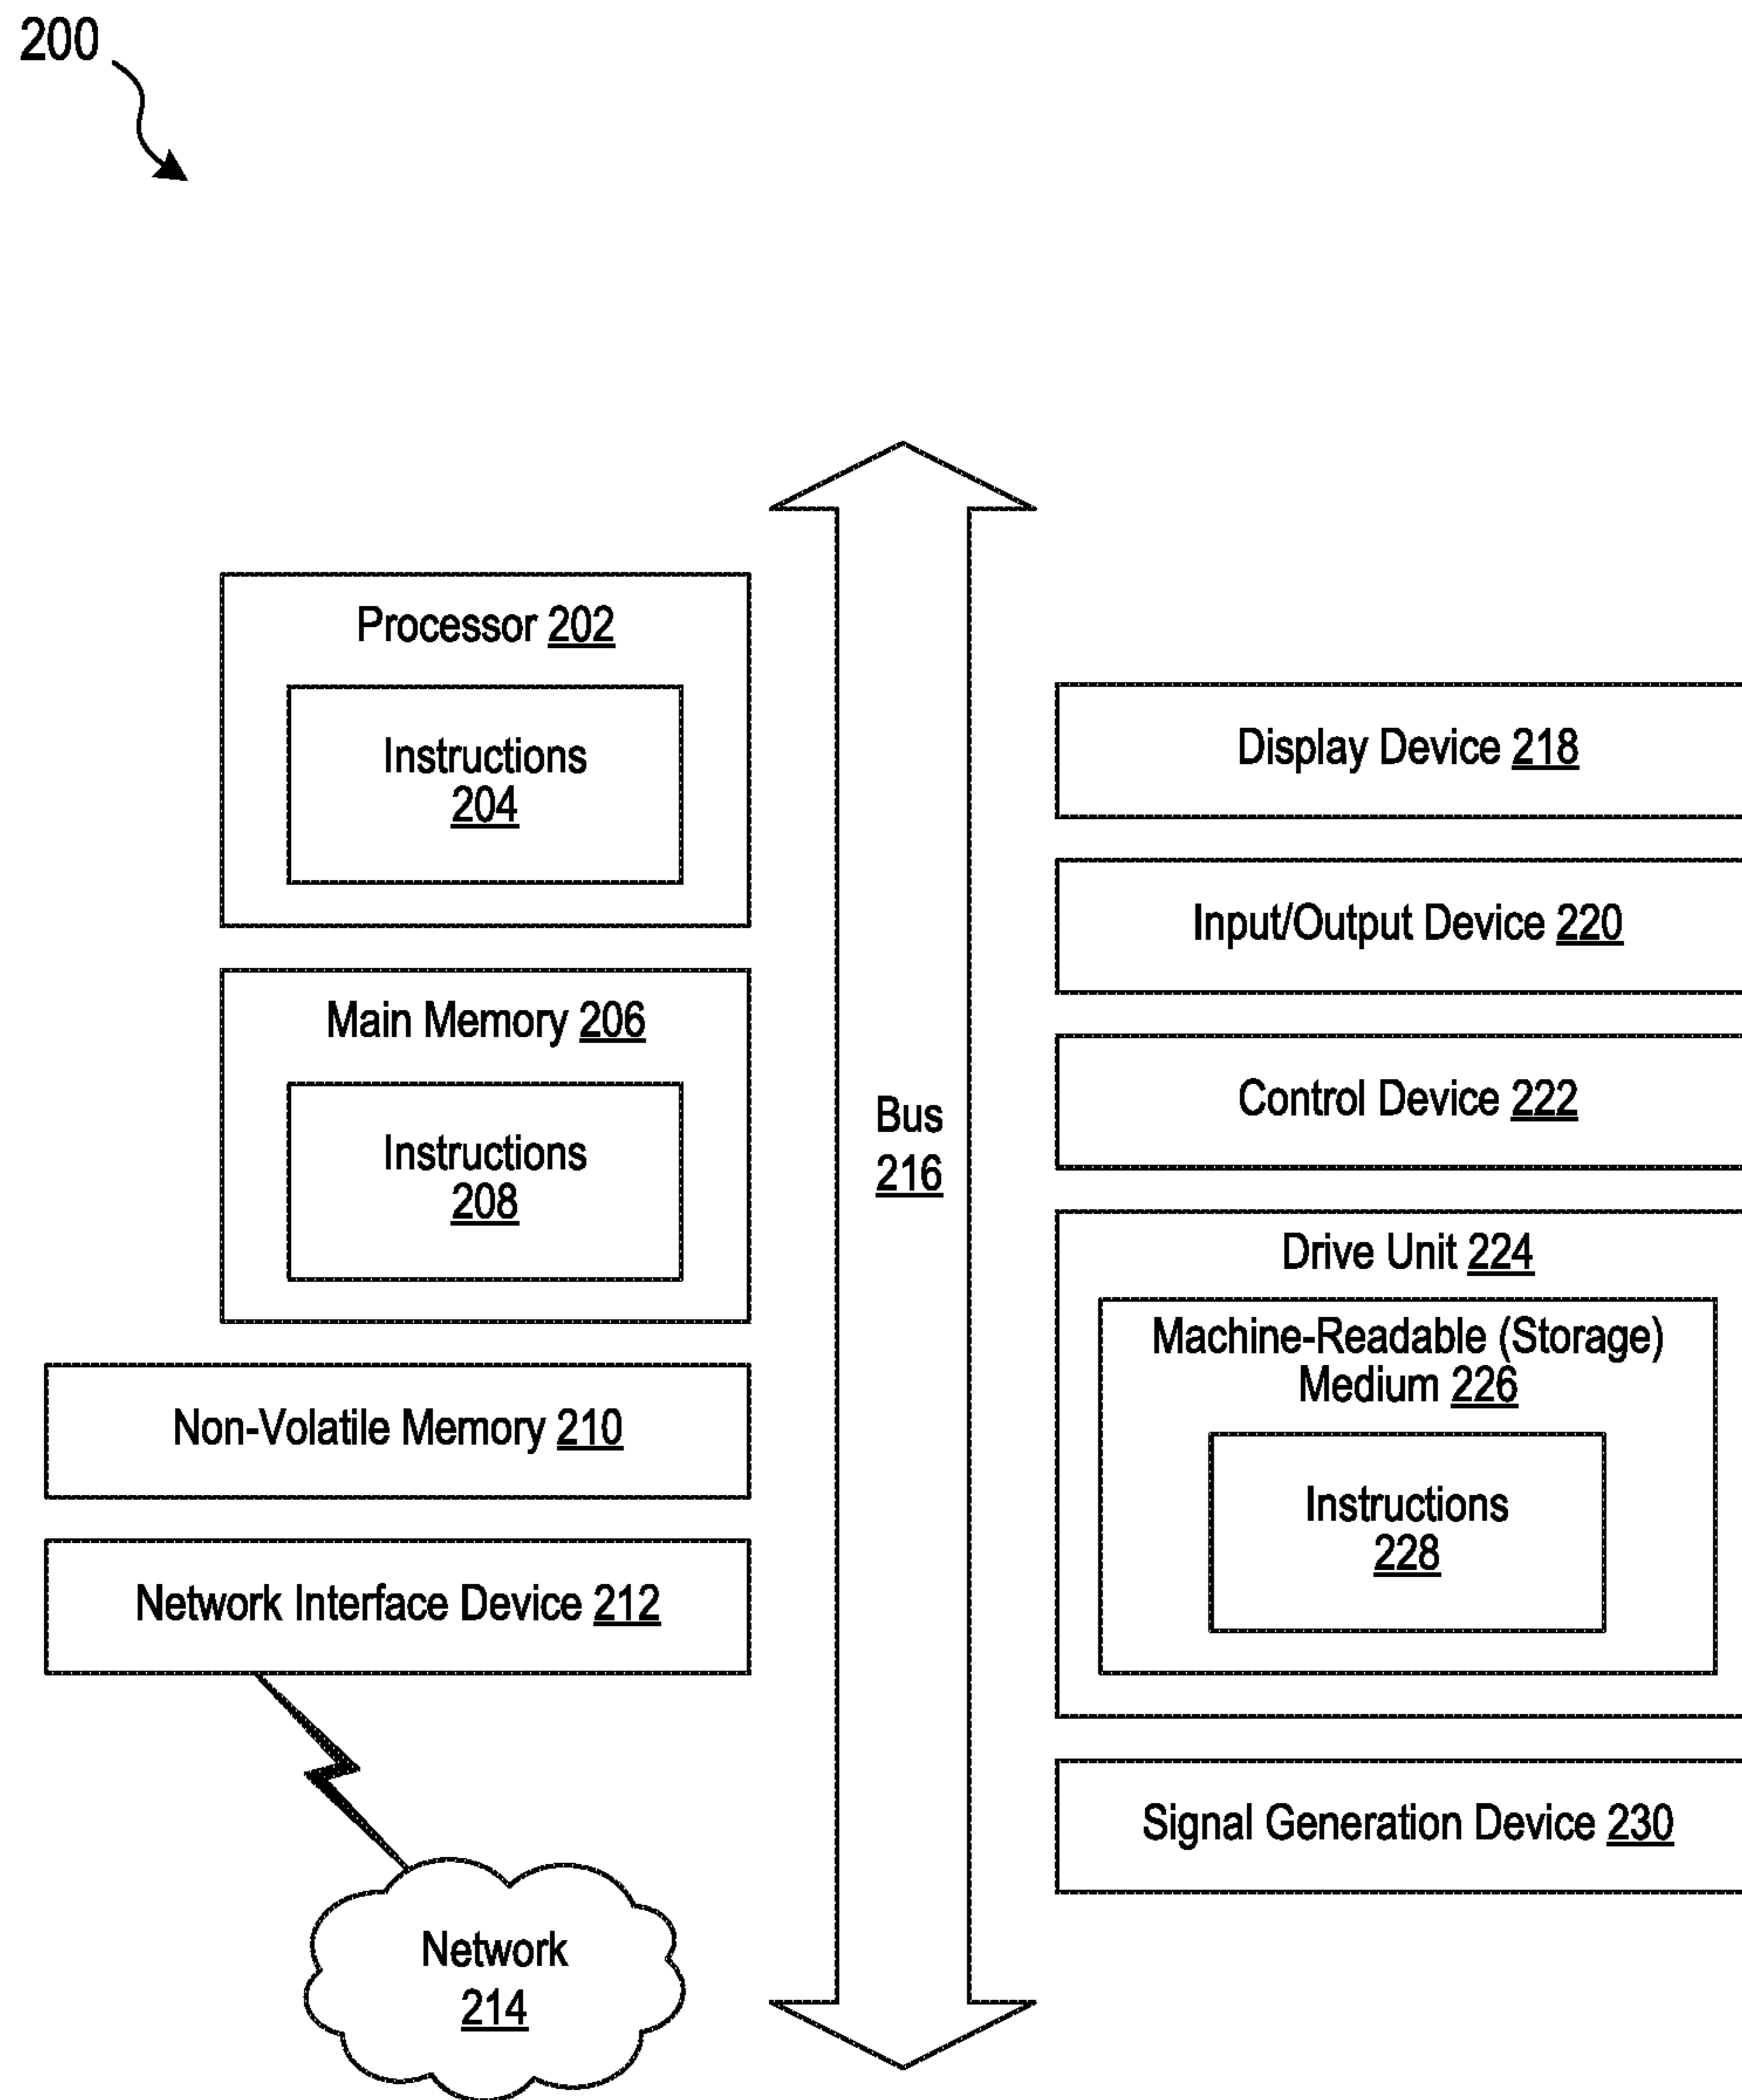 200
Processor 202
Instructions
204
Main Memory 206
Instructions
208
Non-Volatile Memory 210
Network Interface Device 212
Network
214
Bus
216
Display Device 218
Input/Output Device 220
Control Device 222
Drive Unit 224
Machine-Readable (Storage)
Medium 226
Instructions
228
Signal Generation Device 230